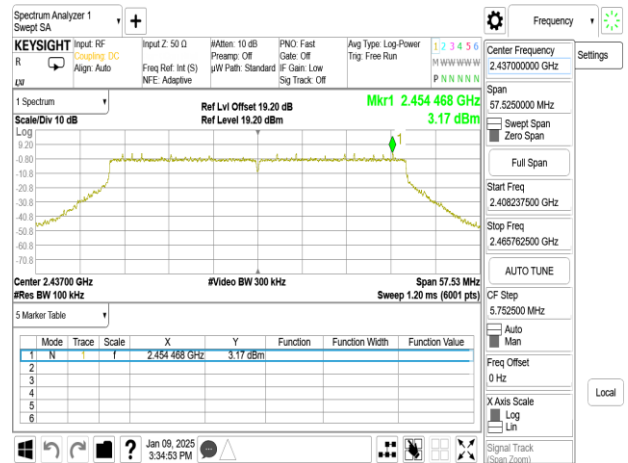 Spectrum Analyzer 1
Swept SA
+
Frequency
Settings
KEYSIGHT
R
Input: RF
Coupling: DC
Align: Auto
Input Z: 50 Ω
Freq Ref: Int (S)
NFE: Adaptive
#Atten: 10 dB
Preamp: Off
µW Path: Standard
PNO: Fast
Gate: Off
IF Gain: Low
Sig Track: Off
Avg Type: Log-Power
Trig: Free Run
1 2 3 4 5 6
M W W W W W
P N N N N N
1 Spectrum
Scale/Div 10 dB
Ref Lvl Offset 19.20 dB
Ref Level 19.20 dBm
Mkr1 2.454 468 GHz
3.17 dBm
Log
9.20
-0.80
-10.8
-20.8
-30.8
-40.8
-50.8
-60.8
-70.8
1
Center 2.43700 GHz
#Res BW 100 kHz
#Video BW 300 kHz
Span 57.53 MHz
Sweep 1.20 ms (6001 pts)
5 Marker Table
Mode Trace Scale X Y Function Function Width Function Value
1 N 1 f 2.454 468 GHz 3.17 dBm
2
3
4
5
6
Center Frequency
2.437000000 GHz
Span
57.5250000 MHz
Swept Span
Zero Span
Full Span
Start Freq
2.408237500 GHz
Stop Freq
2.465762500 GHz
AUTO TUNE
CF Step
5.752500 MHz
Auto
Man
Freq Offset
0 Hz
X Axis Scale
Log
Lin
Signal Track
(Span Zoom)
Local
?
Jan 09, 2025
3:34:53 PM